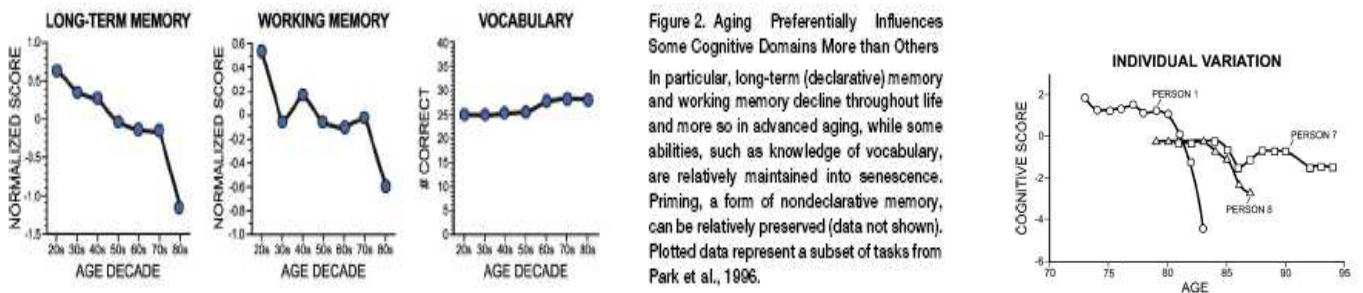 LONG-TERM MEMORY
NORMALIZED SCORE
1.0
0.5
0
-0.5
-1.0
-1.5
20s 30s 40s 50s 60s 70s 80s
AGE DECADE
WORKING MEMORY
NORMALIZED SCORE
0.6
0.4
0.2
0
-0.2
-0.4
-0.6
-0.8
-1.0
20s 30s 40s 50s 60s 70s 80s
AGE DECADE
VOCABULARY
# CORRECT
40
35
30
25
20
15
10
5
0
20s 30s 40s 50s 60s 70s 80s
AGE DECADE
Figure 2. Aging Preferentially Influences
Some Cognitive Domains More than Others
In particular, long-term (declarative) memory
and working memory decline throughout life
and more so in advanced aging, while some
abilities, such as knowledge of vocabulary,
are relatively maintained into senescence.
Priming, a form of nondeclarative memory,
can be relatively preserved (data not shown).
Plotted data represent a subset of tasks from
Park et al., 1996.
INDIVIDUAL VARIATION
COGNITIVE SCORE
2
0
-2
-4
-6
PERSON 1
PERSON 7
PERSON 8
70 75 80 85 90 95
AGE